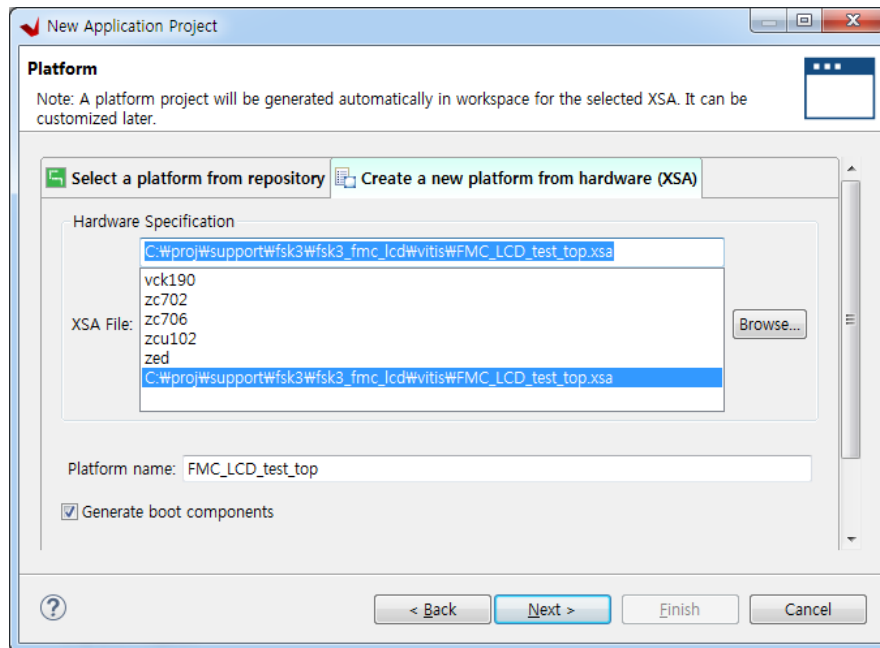 New Application Project
Platform
Note: A platform project will be generated automatically in workspace for the selected XSA. It can be
customized later.
Select a platform from repository Create a new platform from hardware (XSA)
Hardware Specification
C:₩proj₩support₩fsk3₩fsk3_fmc_lcd₩vitis₩FMC_LCD_test_top.xsa
vck190
zc702
XSA File: zc706 Browse...
zcu102
zed
C:₩proj₩support₩fsk3₩fsk3_fmc_lcd₩vitis₩FMC_LCD_test_top.xsa
Platform name: FMC_LCD_test_top
Generate boot components
? < Back Next > Finish Cancel